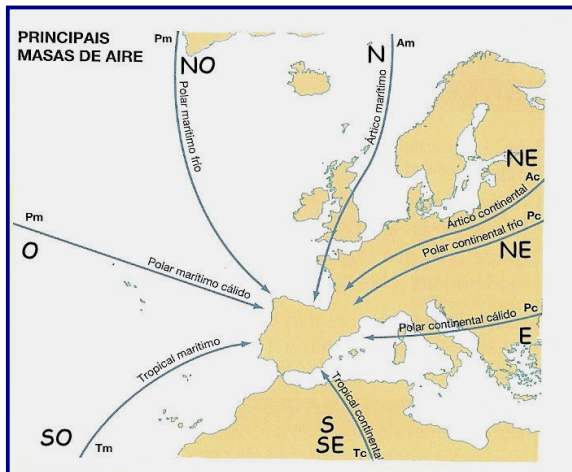 PRINCIPAIS
MASAS DE AIRE
Pm
NO
Polar marítimo frío
N
Am
Ártico marítimo
NE
Ac
Ártico continental
Pc
Polar continental frío
NE
Pm
O
Polar marítimo cálido
Pc
Polar continental cálido
E
Tropical marítimo
SO
Tm
S
SE
Tropical continental
Tc